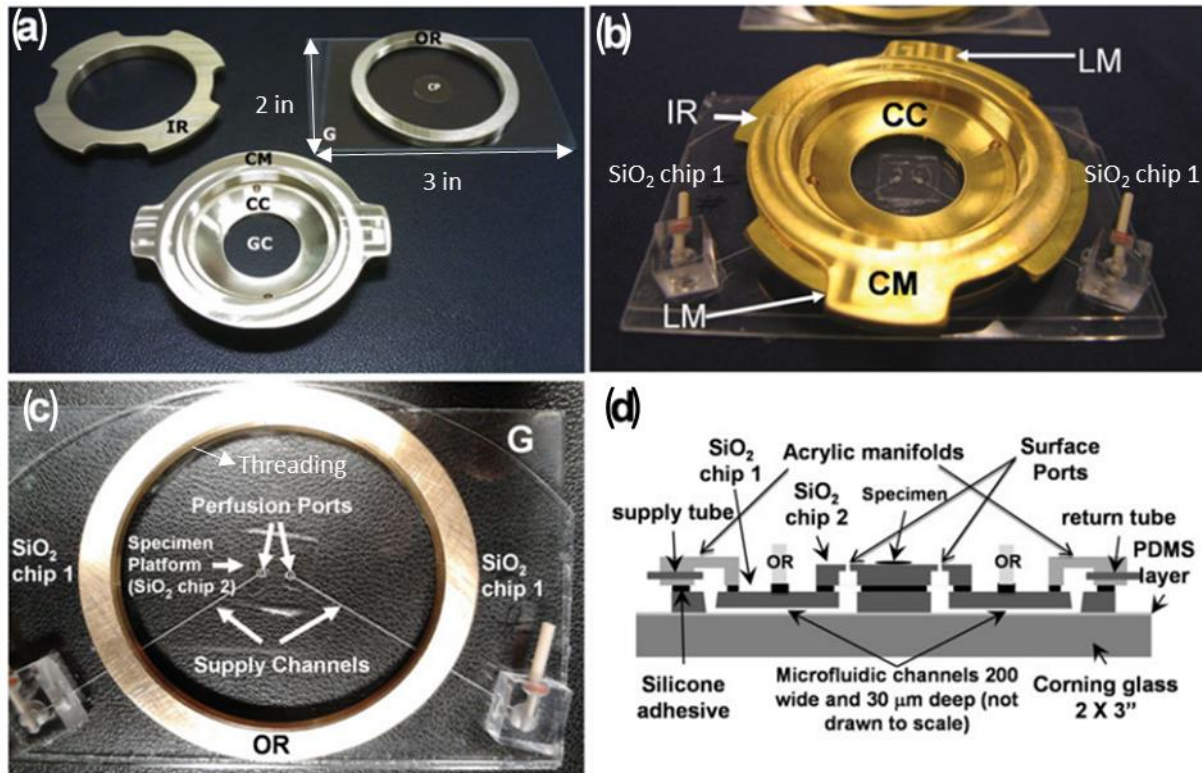 (a)
OR
CP
IR
2 in
G
CM
3 in
CC
GC
(b)
LM
IR
CC
SiO₂ chip 1
SiO₂ chip 1
CM
LM
(c)
G
Threading
Perfusion Ports
SiO₂
chip 1
Specimen
Platform
(SiO₂ chip 2)
SiO₂
chip 1
Supply Channels
OR
(d)
SiO₂
chip 1
Acrylic manifolds
Surface
Ports
SiO₂
chip 2
Specimen
supply tube
return tube
OR
OR
PDMS
layer
Silicone
adhesive
Microfluidic channels 200
wide and 30 μm deep (not
drawn to scale)
Corning glass
2 X 3"